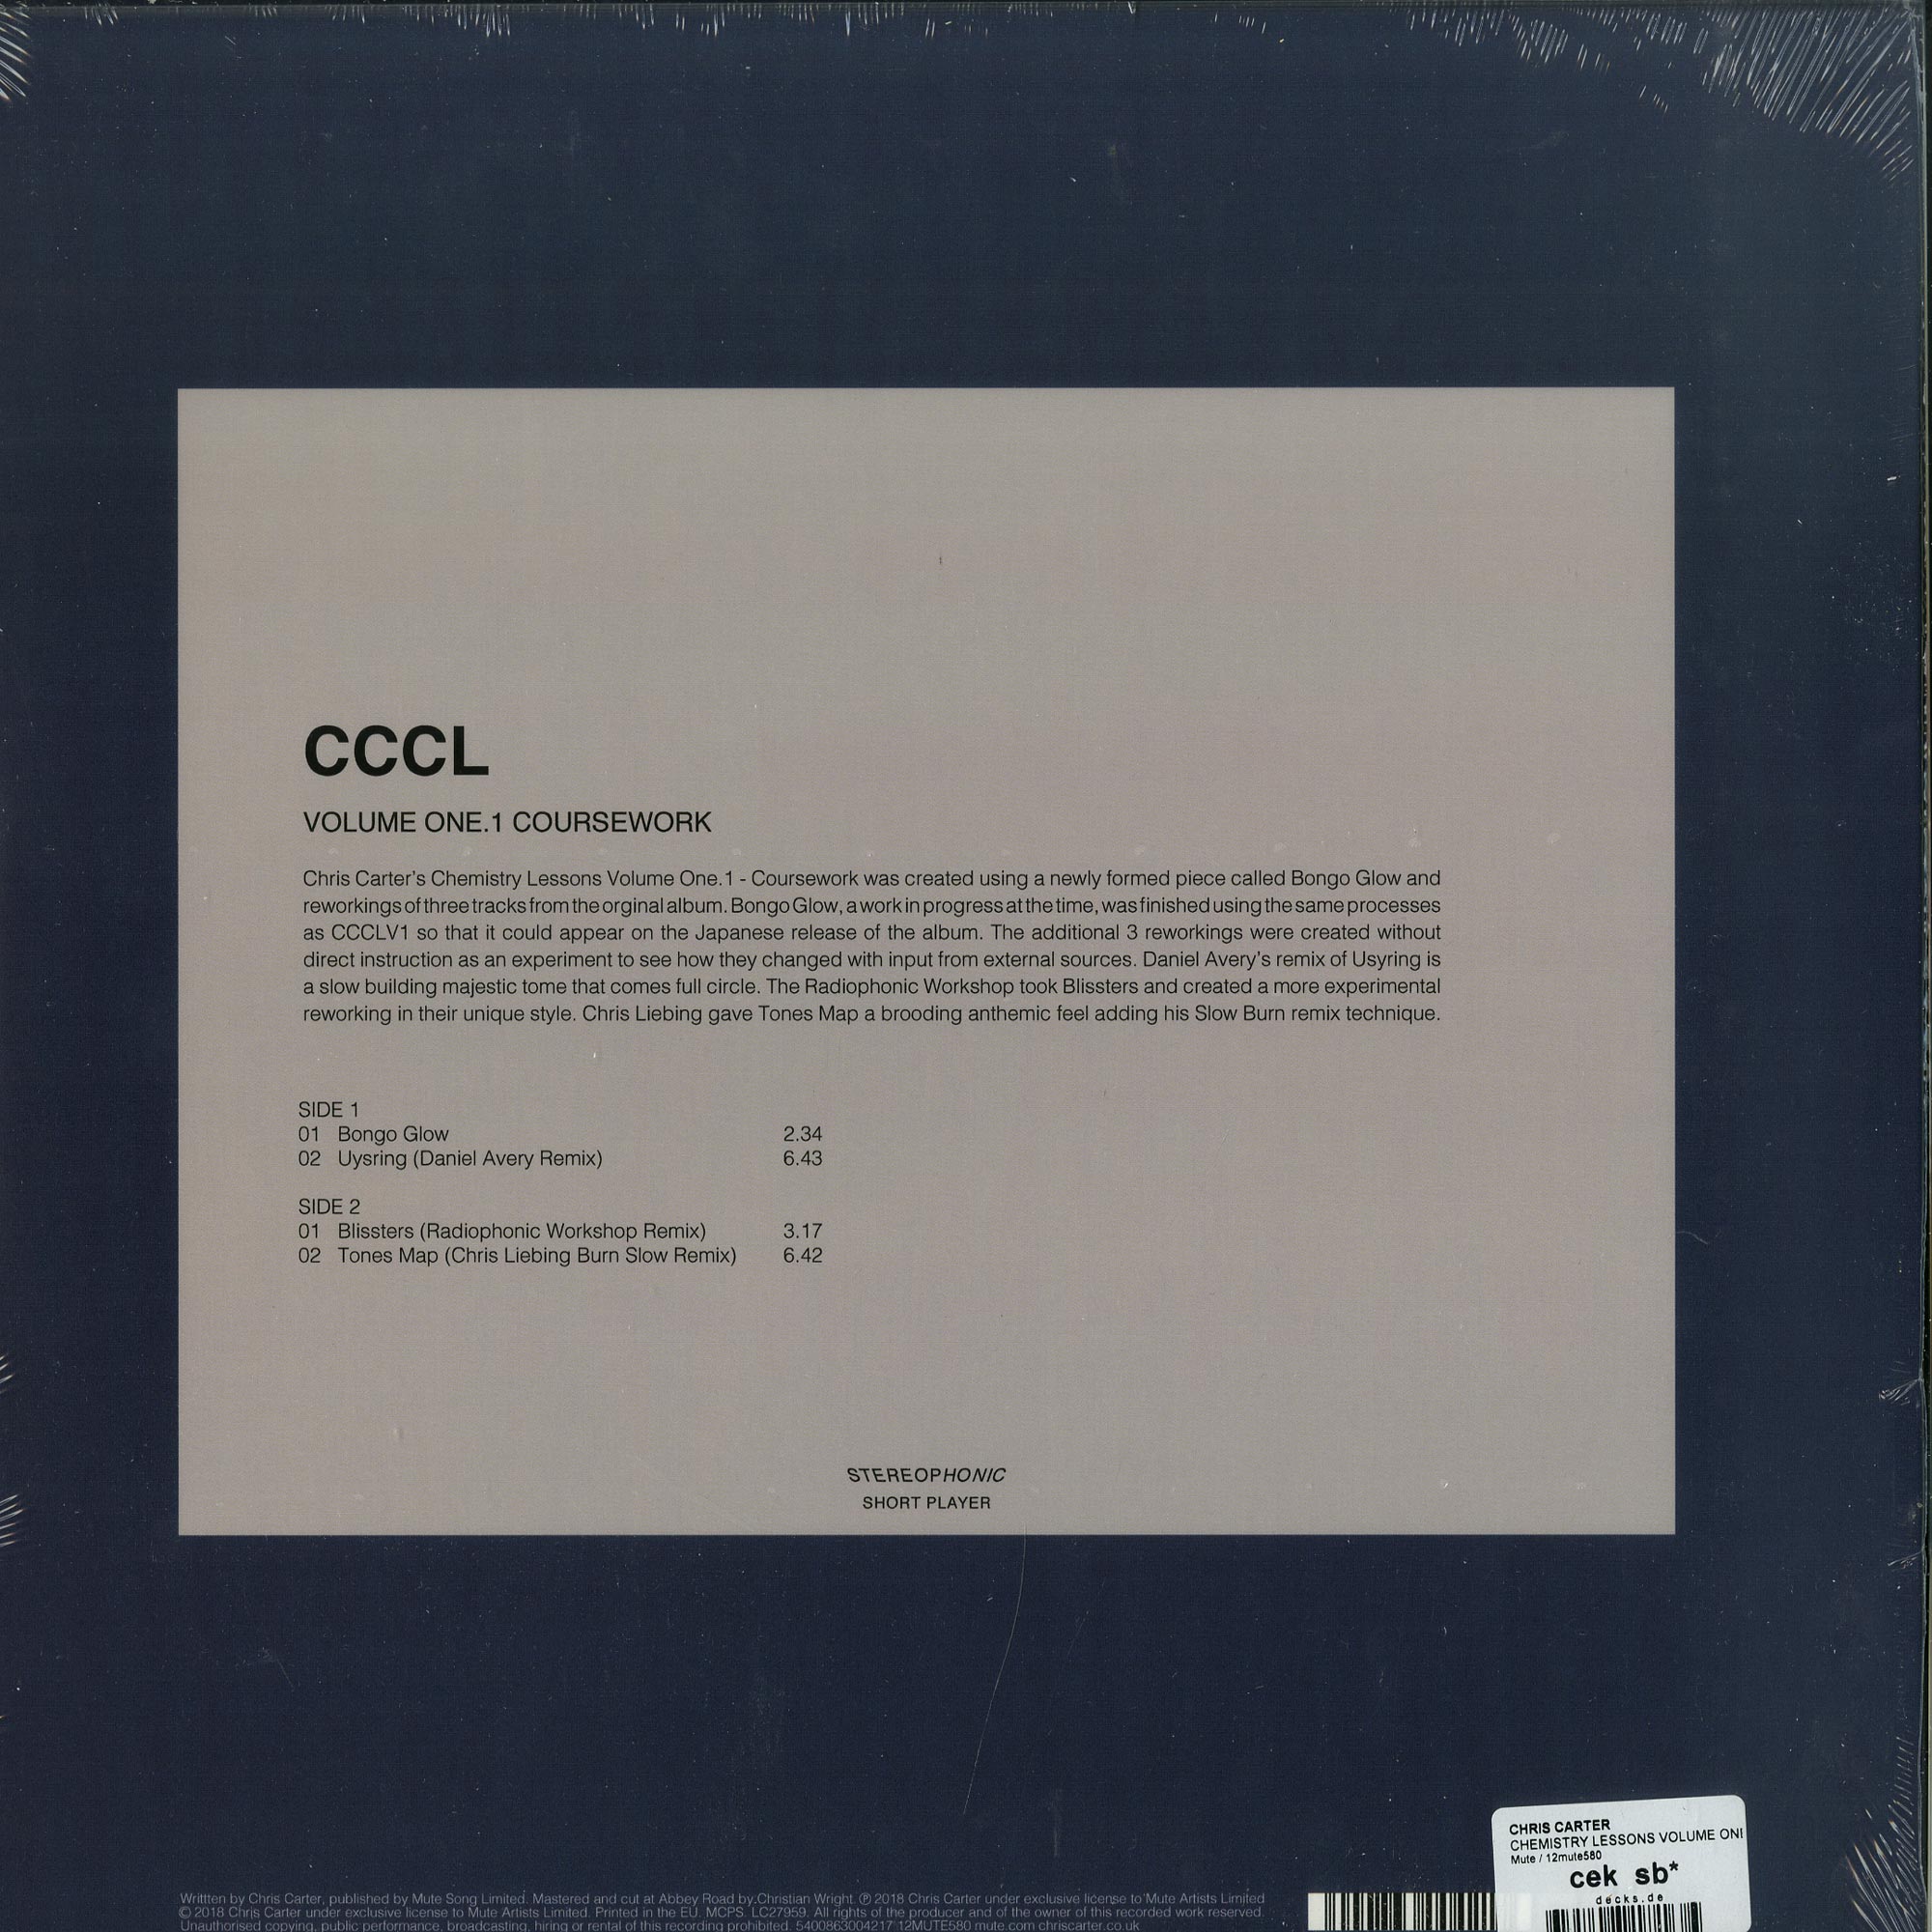 CCCL
VOLUME ONE.1 COURSEWORK
Chris Carter's Chemistry Lessons Volume One.1 - Coursework was created using a newly formed piece called Bongo Glow and
reworkings of three tracks from the orginal album. Bongo Glow, a work in progress at the time, was finished using the same processes
as CCCLV1 so that it could appear on the Japanese release of the album. The additional 3 reworkings were created without
direct instruction as an experiment to see how they changed with input from external sources. Daniel Avery's remix of Usyring is
a slow building majestic tome that comes full circle. The Radiophonic Workshop took Blissters and created a more experimental
reworking in their unique style. Chris Liebing gave Tones Map a brooding anthemic feel adding his Slow Burn remix technique.
SIDE 1
01 Bongo Glow 2.34
02 Uysring (Daniel Avery Remix) 6.43
SIDE 2
01 Blissters (Radiophonic Workshop Remix) 3.17
02 Tones Map (Chris Liebing Burn Slow Remix) 6.42
STEREOPHONIC
SHORT PLAYER
Writtten by Chris Carter, published by Mute Song Limited. Mastered and cut at Abbey Road by Christian Wright. ℗ 2018 Chris Carter under exclusive license to Mute Artists Limited
© 2018 Chris Carter under exclusive license to Mute Artists Limited. Printed in the EU. MCPS. LC27959. All rights of the producer and of the owner of this recorded work reserved.
Unauthorised copying, public performance, broadcasting, hiring or rental of this recording prohibited. 5400863004217 12MUTE580 mute.com chriscarter.co.uk
CHRIS CARTER
CHEMISTRY LESSONS VOLUME ONE
Mute / 12mute580
cek sb*
decks.de